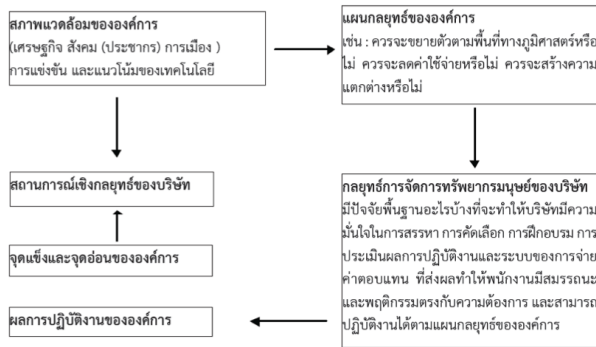 สภาพแวดล้อมขององค์การ
(เศรษฐกิจ สังคม (ประชากร) การเมือง )
การแข่งขัน และแนวโน้มของเทคโนโลยี
แผนกลยุทธ์ขององค์การ
เช่น : ควรจะขยายตัวตามพื้นที่ทางภูมิศาสตร์หรือ
ไม่ ควรจะลดค่าใช้จ่ายหรือไม่ ควรจะสร้างความ
แตกต่างหรือไม่
สถานการณ์เชิงกลยุทธ์ของบริษัท
จุดแข็งและจุดอ่อนขององค์การ
ผลการปฏิบัติงานขององค์การ
กลยุทธ์การจัดการทรัพยากรมนุษย์ของบริษัท
มีปัจจัยพื้นฐานอะไรบ้างที่จะทำให้บริษัทมีความ
มั่นใจในการสรรหา การคัดเลือก การฝึกอบรม การ
ประเมินผลการปฏิบัติงานและระบบของการจ่าย
ค่าตอบแทน ที่ส่งผลทำให้พนักงานมีสมรรถนะ
และพฤติกรรมตรงกับความต้องการ และสามารถ
ปฏิบัติงานได้ตามแผนกลยุทธ์ขององค์การ